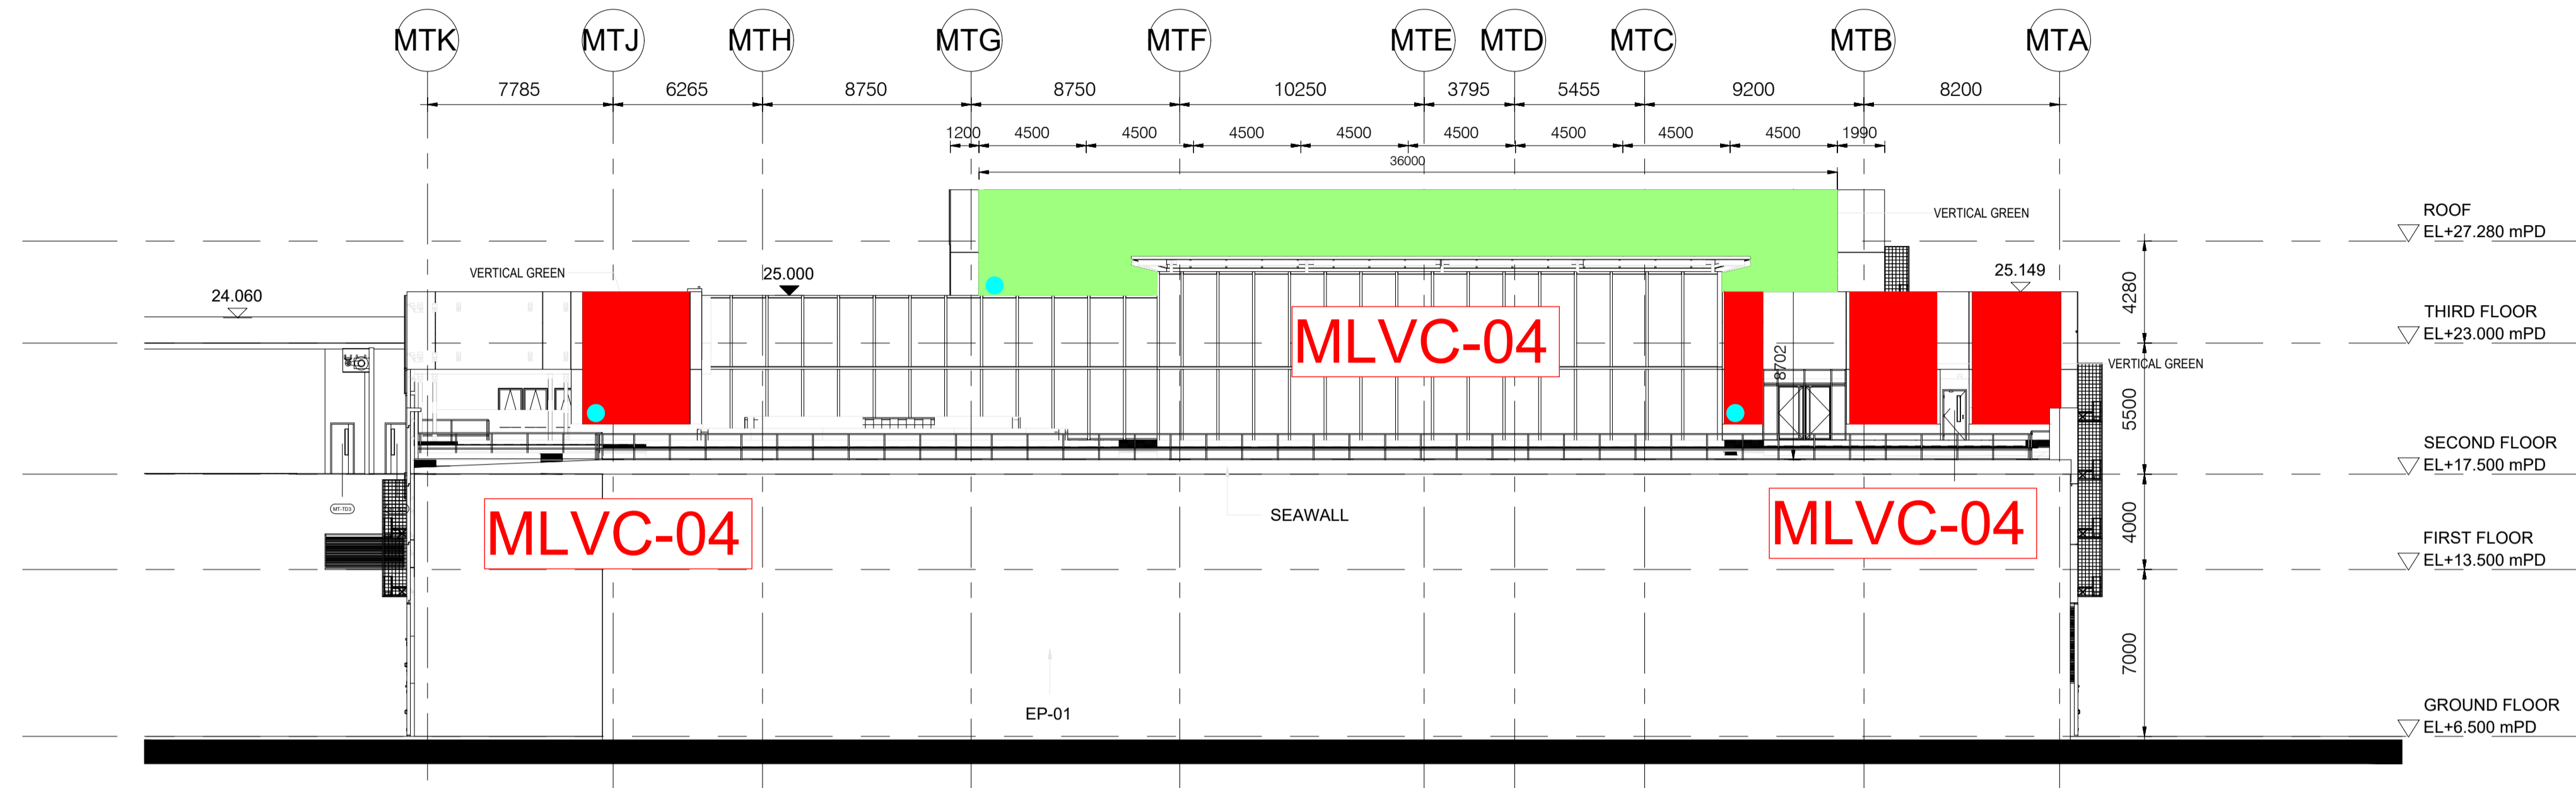 MTK MTJ MTH MTG MTF MTE MTD MTC MTB MTA
7785 6265 8750 8750 10250 3795 5455 9200 8200
1200 4500 4500 4500 4500 4500 4500 4500 4500 1990
36000
VERTICAL GREEN
ROOF
EL+27.280 mPD
VERTICAL GREEN
25.000
25.149
24.060
4280
THIRD FLOOR
EL+23.000 mPD
MLVC-04
8702
VERTICAL GREEN
5500
SECOND FLOOR
EL+17.500 mPD
MT-TD3
SEAWALL
MLVC-04
MLVC-04
4000
FIRST FLOOR
EL+13.500 mPD
7000
EP-01
GROUND FLOOR
EL+6.500 mPD